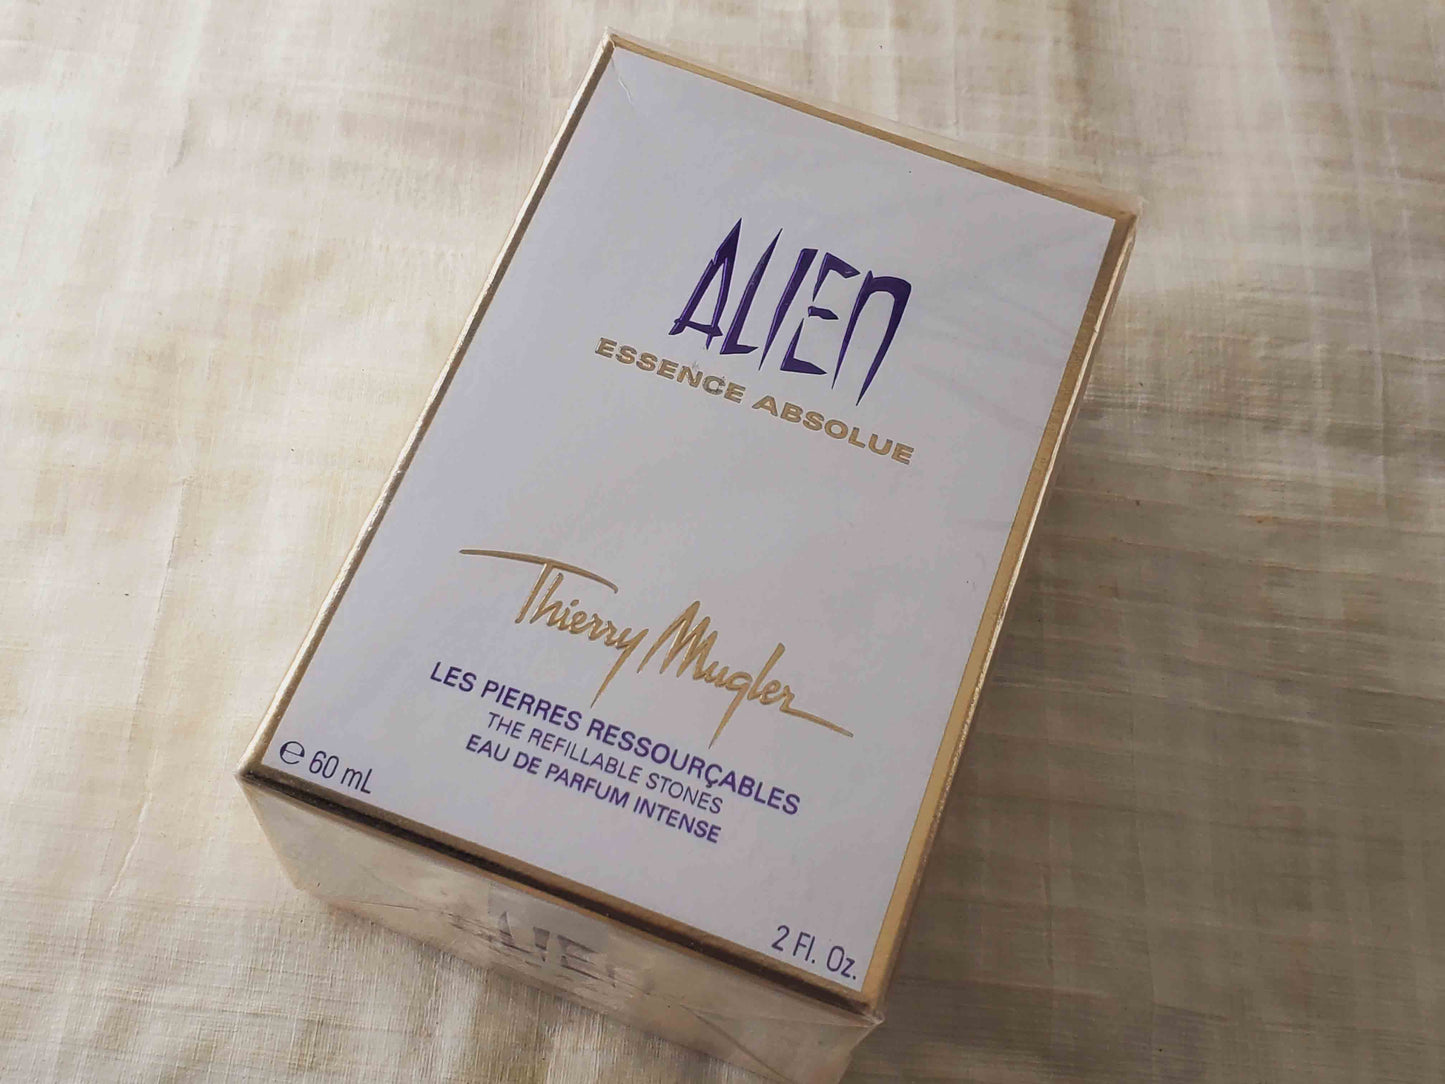 ALIEN
ESSENCE ABSOLUE
Thierry Mugler
LES PIERRES RESSOURÇABLES
THE REFILLABLE STONES
EAU DE PARFUM INTENSE
℮ 60 mL
2 Fl. Oz.
ALIEN